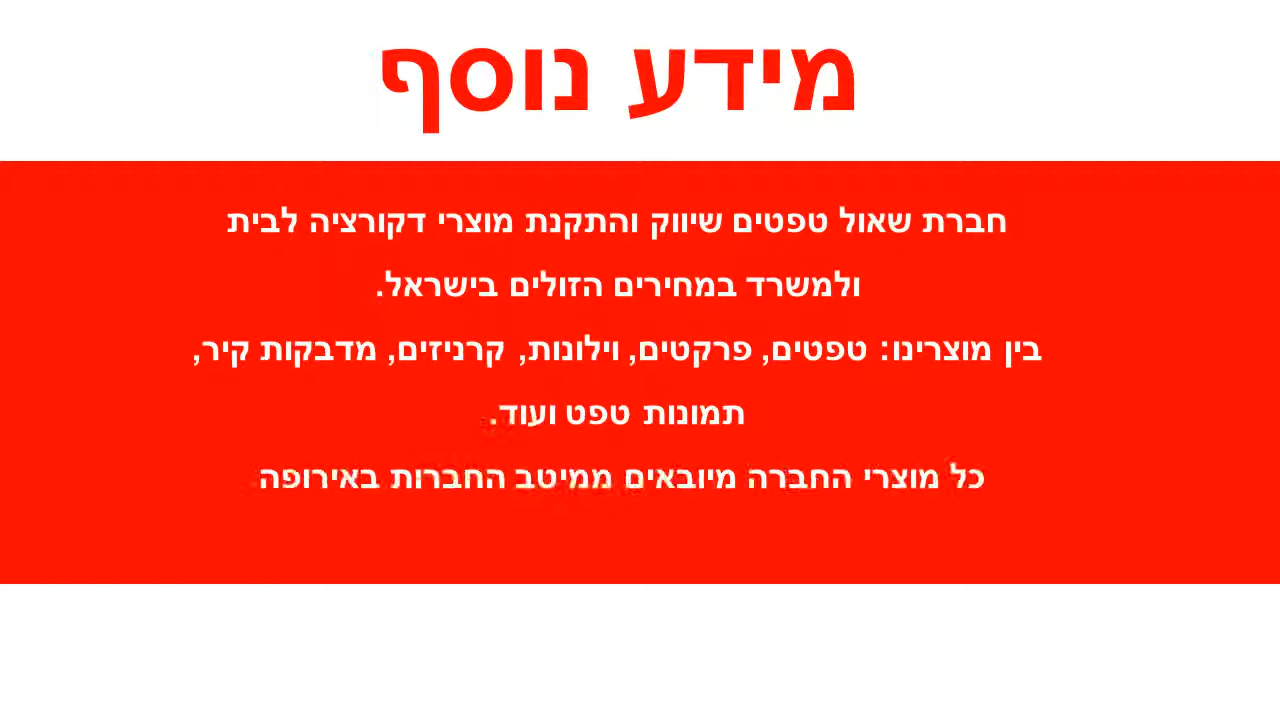 מידע נוסף
חברת שאול טפטים שיווק והתקנת מוצרי דקורציה לבית
ולמשרד במחירים הזולים בישראל.
בין מוצרינו: טפטים, פרקטים, וילונות, קרניזים, מדבקות קיר,
תמונות טפט ועוד.
כל מוצרי החברה מיובאים ממיטב החברות באירופה